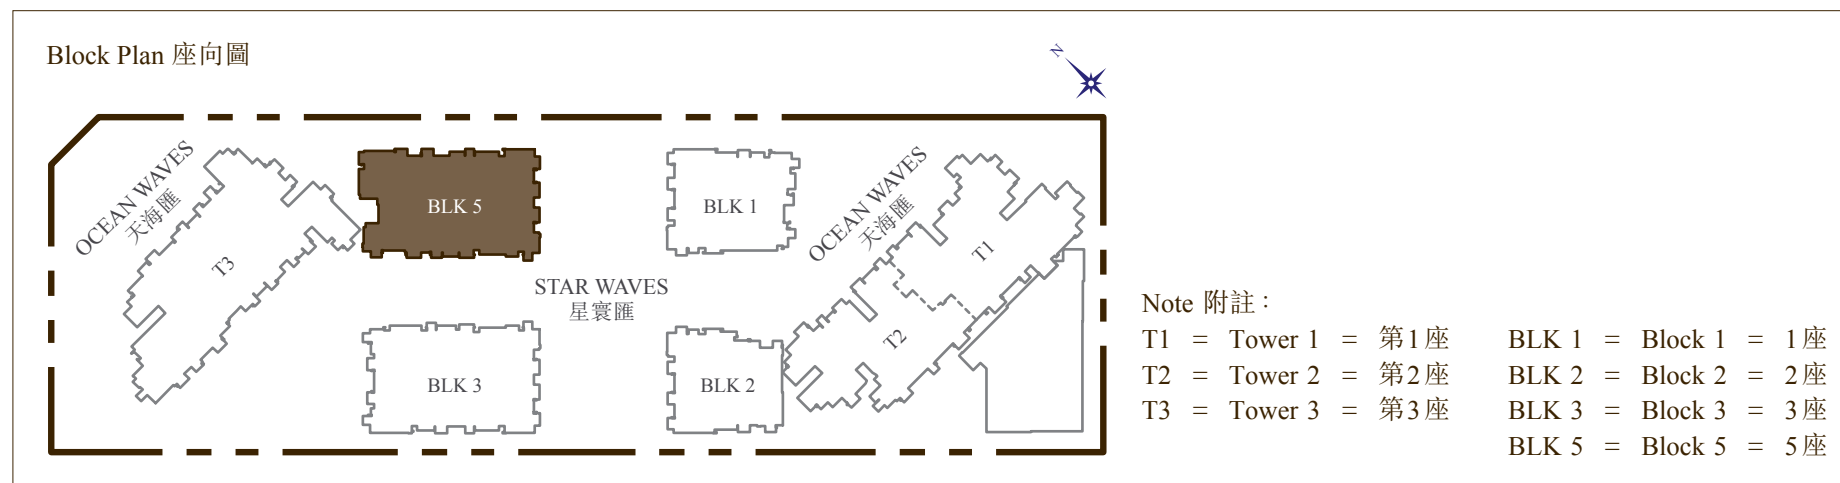 Block Plan 座向圖
N
OCEAN WAVES
天海匯
T3
BLK 5
BLK 1
OCEAN WAVES
天海匯
T1
STAR WAVES
星寰匯
BLK 3
BLK 2
T2
Note 附註：
T1 = Tower 1 = 第1座
T2 = Tower 2 = 第2座
T3 = Tower 3 = 第3座
BLK 1 = Block 1 = 1座
BLK 2 = Block 2 = 2座
BLK 3 = Block 3 = 3座
BLK 5 = Block 5 = 5座